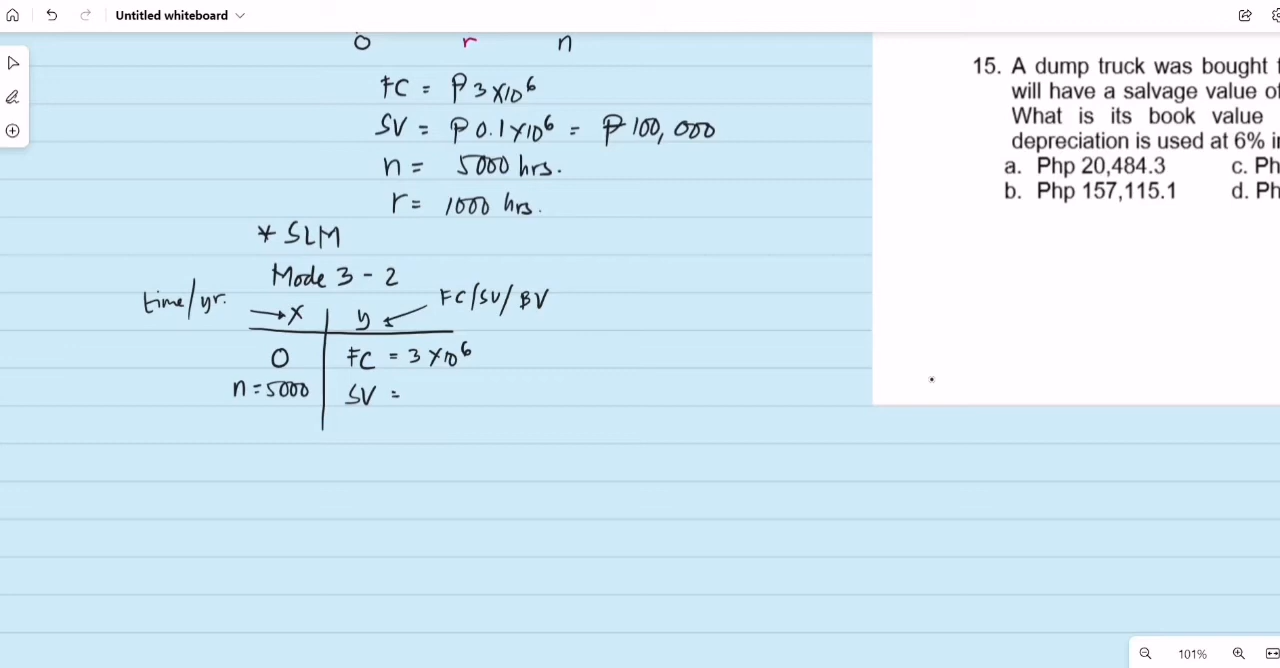 Untitled whiteboard
0 r n
FC = ₱3×10⁶
SV = ₱0.1×10⁶ = ₱100,000
n = 5000 hrs.
r = 1000 hrs.
* SLM
Mode 3 - 2
time/yr. → x | y ← FC/SV/BV
0 | FC = 3×10⁶
n = 5000 | SV =
15. A dump truck was bought f
will have a salvage value of
What is its book value
depreciation is used at 6% i
a. Php 20,484.3 c. Ph
b. Php 157,115.1 d. Ph
101%